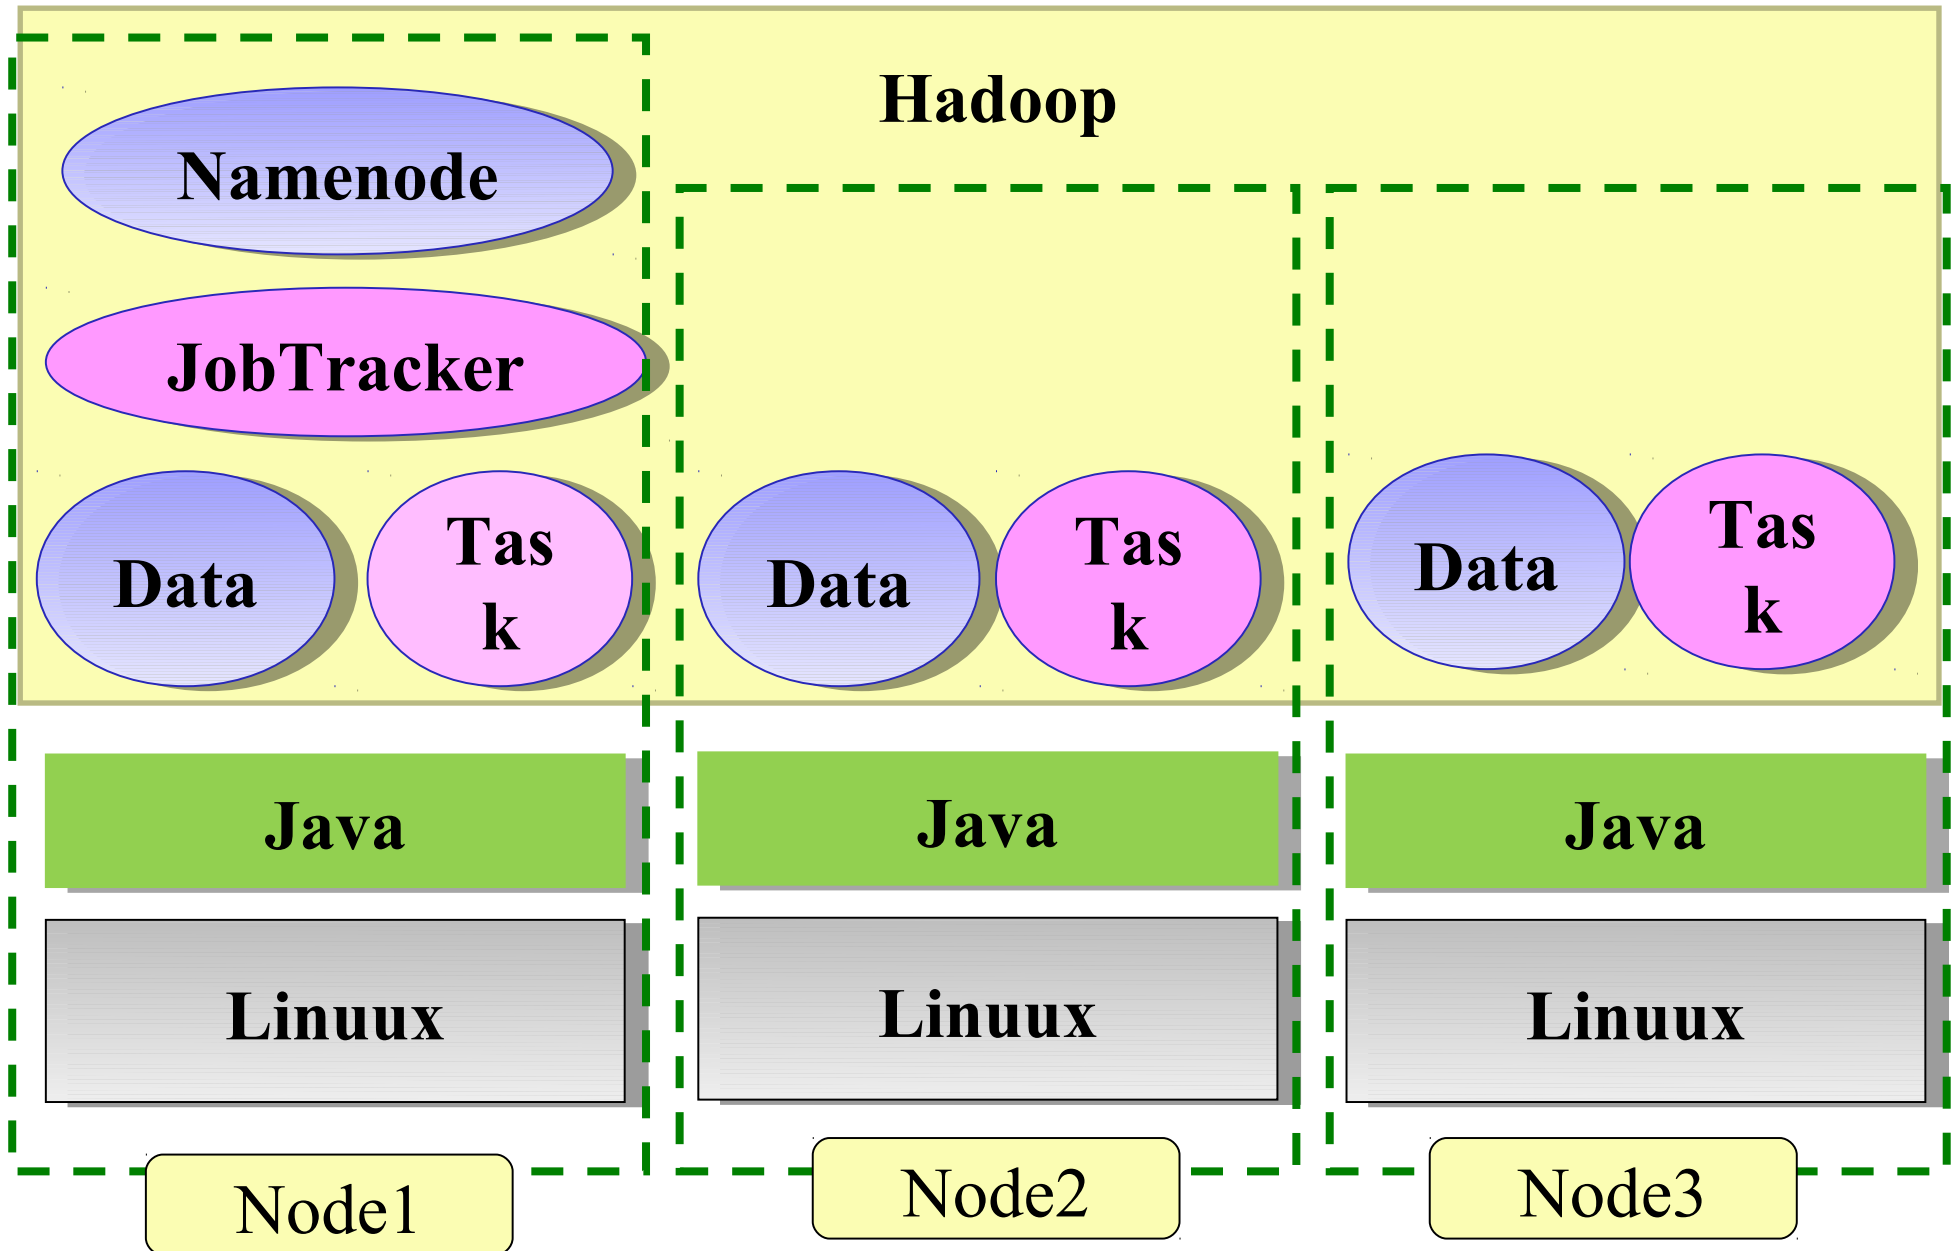 Hadoop
Namenode
JobTracker
Data
Tas
k
Data
Tas
k
Data
Tas
k
Java
Java
Java
Linuux
Linuux
Linuux
Node1
Node2
Node3